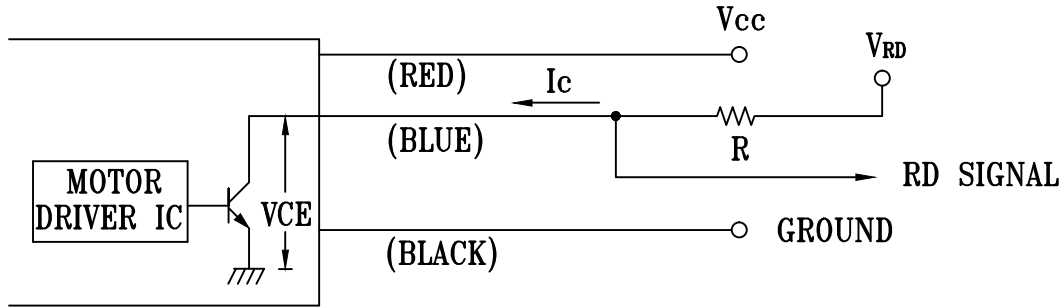 Vcc
VRD
(RED)
Ic
(BLUE)
R
MOTOR
DRIVER IC
VCE
RD SIGNAL
(BLACK)
GROUND